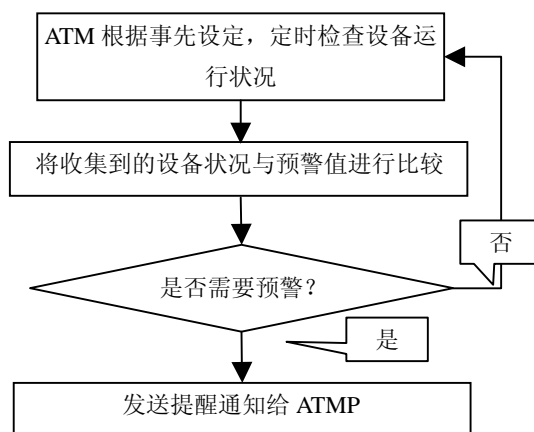 ATM 根据事先设定，定时检查设备运
行状况
将收集到的设备状况与预警值进行比较
否
是否需要预警？
是
发送提醒通知给 ATMP